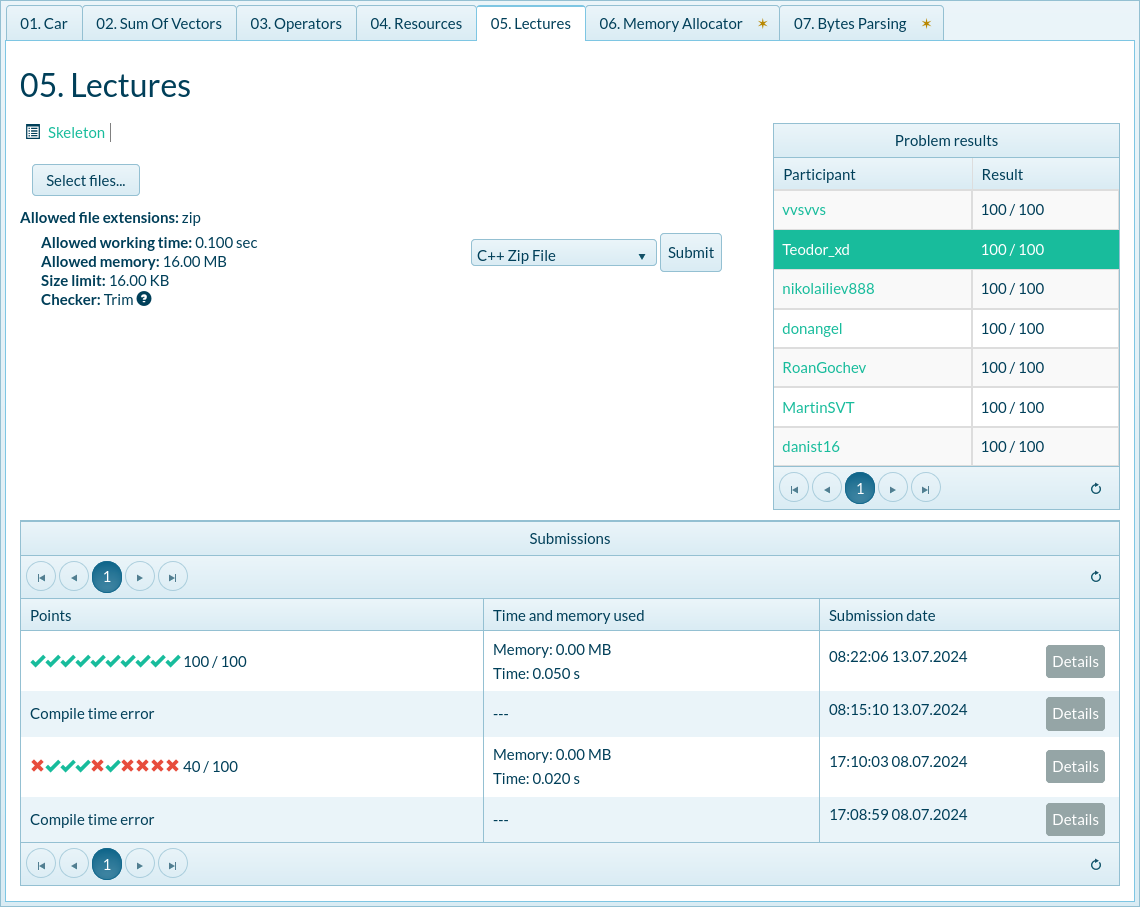 01. Car
02. Sum Of Vectors
03. Operators
04. Resources
05. Lectures
06. Memory Allocator
07. Bytes Parsing
05. Lectures
Skeleton
Select files...
Allowed file extensions: zip
Allowed working time: 0.100 sec
Allowed memory: 16.00 MB
Size limit: 16.00 KB
Checker: Trim ?
C++ Zip File
Submit
Problem results
Participant Result
vvsvvs 100 / 100
Teodor_xd 100 / 100
nikolailiev888 100 / 100
donangel 100 / 100
RoanGochev 100 / 100
MartinSVT 100 / 100
danist16 100 / 100
1
Submissions
1
Points Time and memory used Submission date
100 / 100 Memory: 0.00 MB 08:22:06 13.07.2024 Details
Time: 0.050 s
Compile time error --- 08:15:10 13.07.2024 Details
40 / 100 Memory: 0.00 MB 17:10:03 08.07.2024 Details
Time: 0.020 s
Compile time error --- 17:08:59 08.07.2024 Details
1